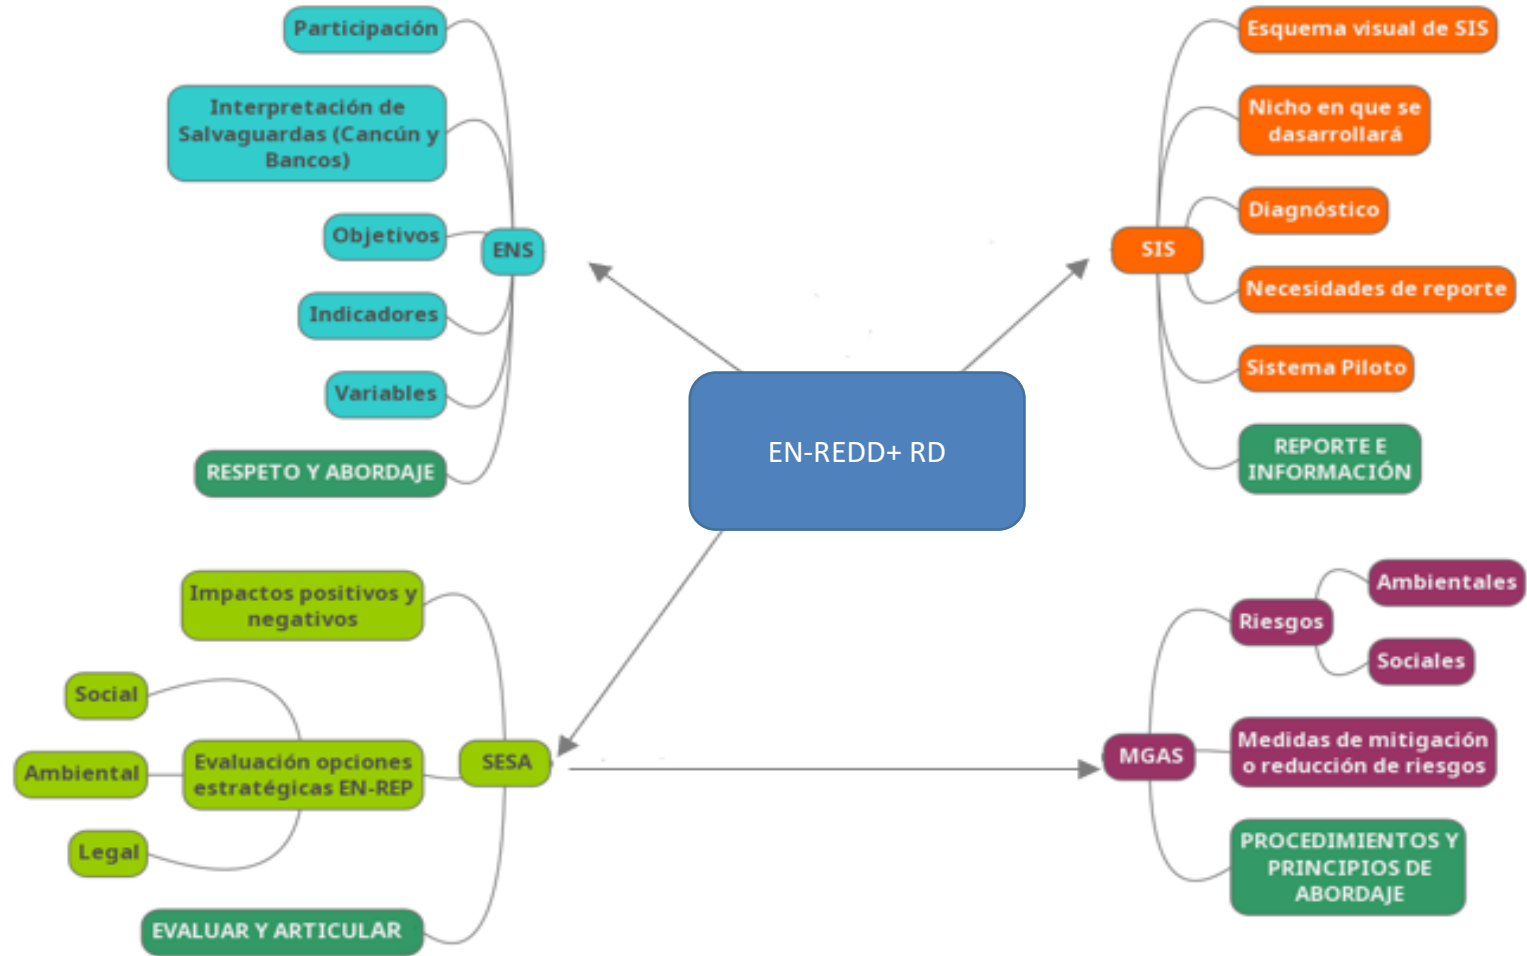 Participación
Interpretación de
Salvaguardas (Cancún y
Bancos)
Objetivos
ENS
Indicadores
Variables
RESPETO Y ABORDAJE
Esquema visual de SIS
Nicho en que se
dasarrollará
Diagnóstico
SIS
Necesidades de reporte
Sistema Piloto
REPORTE E
INFORMACIÓN
EN-REDD+ RD
Impactos positivos y
negativos
Social
Ambiental
Evaluación opciones
estratégicas EN-REP
SESA
Legal
EVALUAR Y ARTICULAR
Ambientales
Riesgos
Sociales
MGAS
Medidas de mitigación
o reducción de riesgos
PROCEDIMIENTOS Y
PRINCIPIOS DE
ABORDAJE